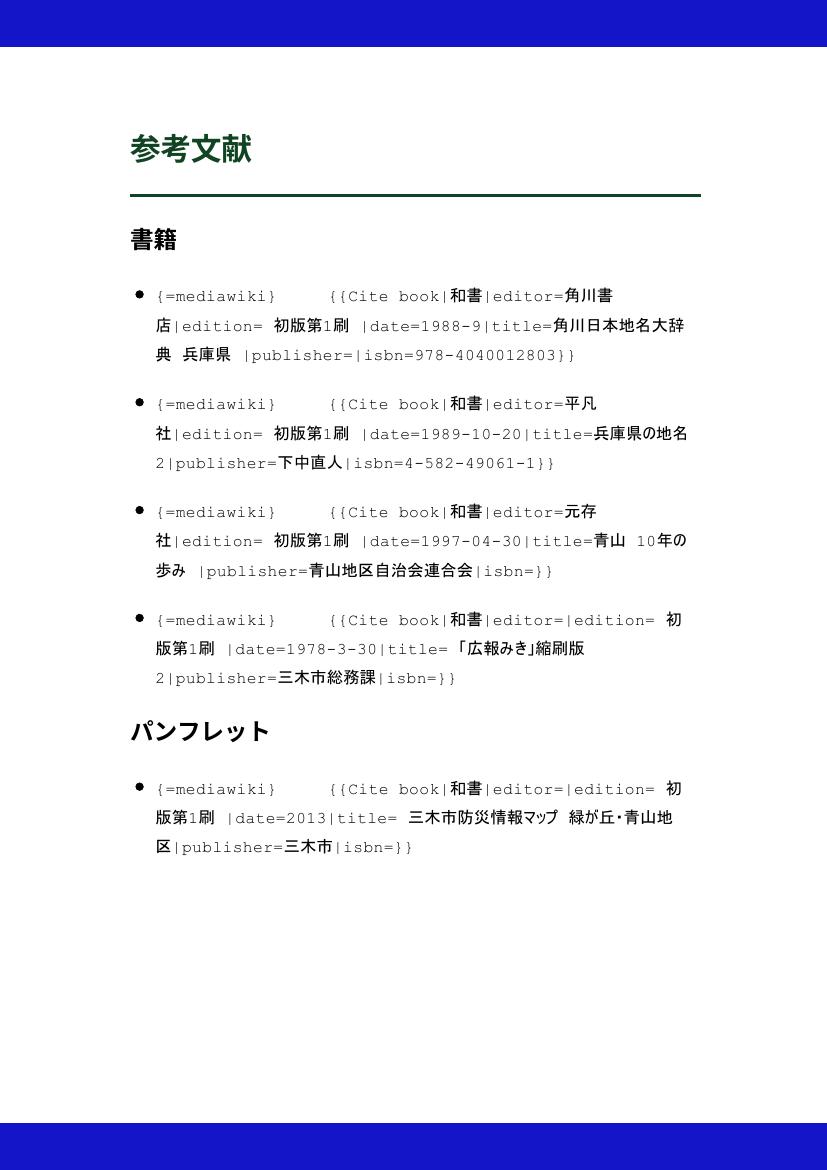 参考文献
書籍
{=mediawiki} {{Cite book|和書|editor=角川書
店|edition= 初版第1刷 |date=1988-9|title=角川日本地名大辞
典 兵庫県 |publisher=|isbn=978-4040012803}}
{=mediawiki} {{Cite book|和書|editor=平凡
社|edition= 初版第1刷 |date=1989-10-20|title=兵庫県の地名
2|publisher=下中直人|isbn=4-582-49061-1}}
{=mediawiki} {{Cite book|和書|editor=元存
社|edition= 初版第1刷 |date=1997-04-30|title=青山 10年の
歩み |publisher=青山地区自治会連合会|isbn=}}
{=mediawiki} {{Cite book|和書|editor=|edition= 初
版第1刷 |date=1978-3-30|title= 「広報みき」縮刷版
2|publisher=三木市総務課|isbn=}}
パンフレット
{=mediawiki} {{Cite book|和書|editor=|edition= 初
版第1刷 |date=2013|title= 三木市防災情報マップ 緑が丘・青山地
区|publisher=三木市|isbn=}}